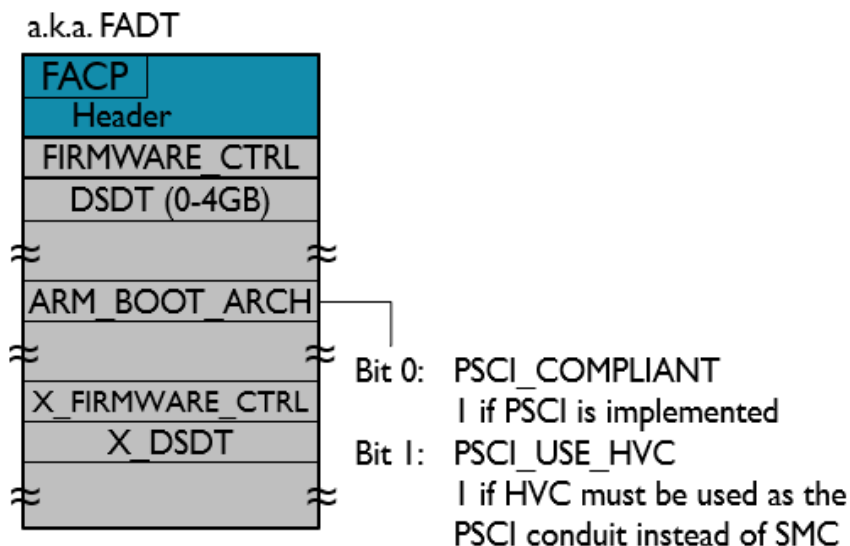 a.k.a. FADT
FACP
Header
FIRMWARE_CTRL
DSDT (0-4GB)
ARM_BOOT_ARCH
Bit 0: PSCI_COMPLIANT
1 if PSCI is implemented
X_FIRMWARE_CTRL
X_DSDT
Bit 1: PSCI_USE_HVC
1 if HVC must be used as the
PSCI conduit instead of SMC